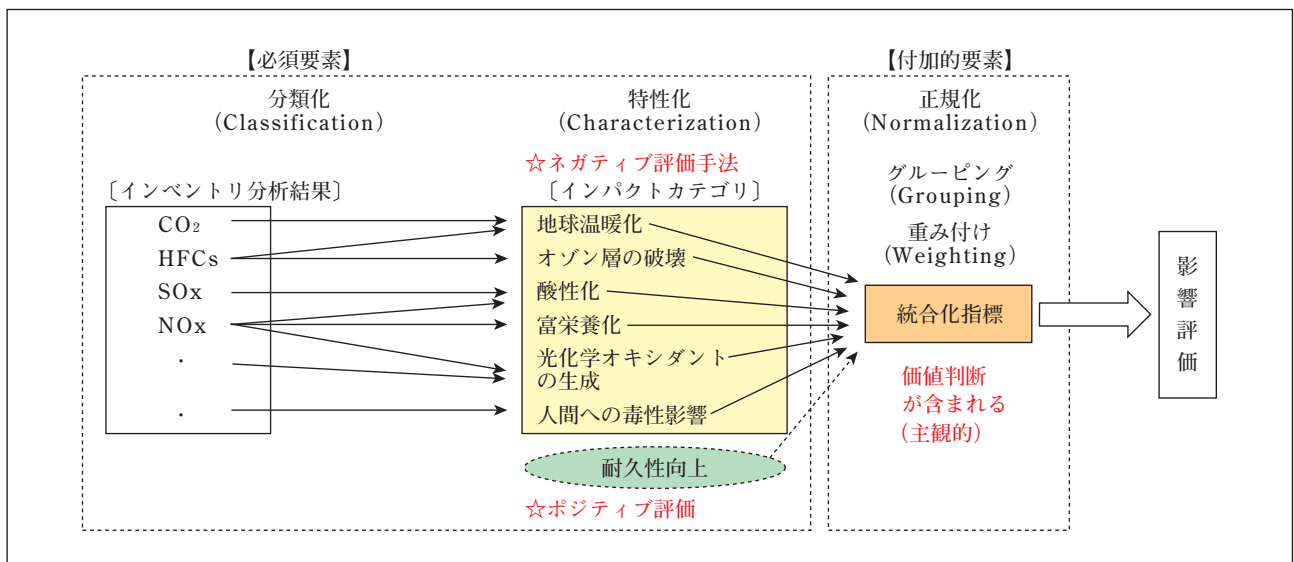 【必須要素】
【付加的要素】
分類化
（Classification）
特性化
（Characterization）
正規化
（Normalization）
☆ネガティブ評価手法
グルーピング
（Grouping）
重み付け
（Weighting）
〔インベントリ分析結果〕
CO₂
HFCs
SOx
NOx
・
・
〔インパクトカテゴリ〕
地球温暖化
オゾン層の破壊
酸性化
富栄養化
光化学オキシダント
の生成
人間への毒性影響
耐久性向上
☆ポジティブ評価
統合化指標
価値判断
が含まれる
（主観的）
影響評価